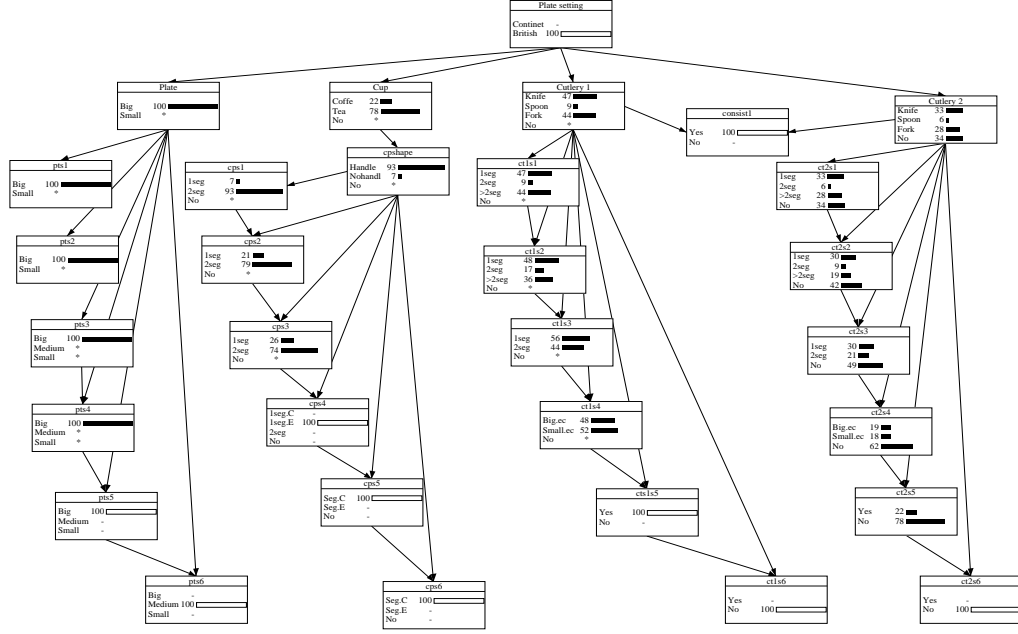 Plate setting
Continet -
British 100
Plate
Big 100
Small *
Cup
Coffe 22
Tea 78
No *
Cutlery 1
Knife 47
Spoon 9
Fork 44
No *
consist1
Yes 100
No -
Cutlery 2
Knife 33
Spoon 6
Fork 28
No 34
pts1
Big 100
Small *
cps1
1seg 7
2seg 93
No *
cpshape
Handle 93
Nohandl 7
No *
ct1s1
1seg 47
2seg 9
>2seg 44
No *
ct2s1
1seg 33
2seg 6
>2seg 28
No 34
pts2
Big 100
Small *
cps2
1seg 21
2seg 79
No *
ct1s2
1seg 48
2seg 17
>2seg 36
No *
ct2s2
1seg 30
2seg 9
>2seg 19
No 42
pts3
Big 100
Medium *
Small *
cps3
1seg 26
2seg 74
No *
ct1s3
1seg 56
2seg 44
No *
ct2s3
1seg 30
2seg 21
No 49
pts4
Big 100
Medium *
Small *
cps4
1seg.C -
1seg.E 100
2seg -
No -
ct1s4
Big.ec 48
Small.ec 52
No *
ct2s4
Big.ec 19
Small.ec 18
No 62
pts5
Big 100
Medium -
Small -
cps5
Seg.C 100
Seg.E -
No -
cts1s5
Yes 100
No -
ct2s5
Yes 22
No 78
pts6
Big -
Medium 100
Small -
cps6
Seg.C 100
Seg.E -
No -
ct1s6
Yes -
No 100
ct2s6
Yes -
No 100